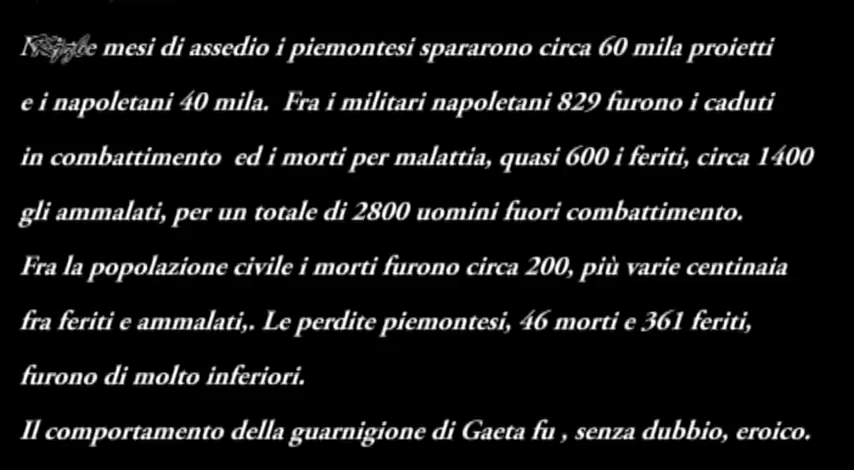 mesi di assedio i piemontesi spararono circa 60 mila proietti
e i napoletani 40 mila. Fra i militari napoletani 829 furono i caduti
in combattimento ed i morti per malattia, quasi 600 i feriti, circa 1400
gli ammalati, per un totale di 2800 uomini fuori combattimento.
Fra la popolazione civile i morti furono circa 200, più varie centinaia
fra feriti e ammalati,. Le perdite piemontesi, 46 morti e 361 feriti,
furono di molto inferiori.
Il comportamento della guarnigione di Gaeta fu , senza dubbio, eroico.